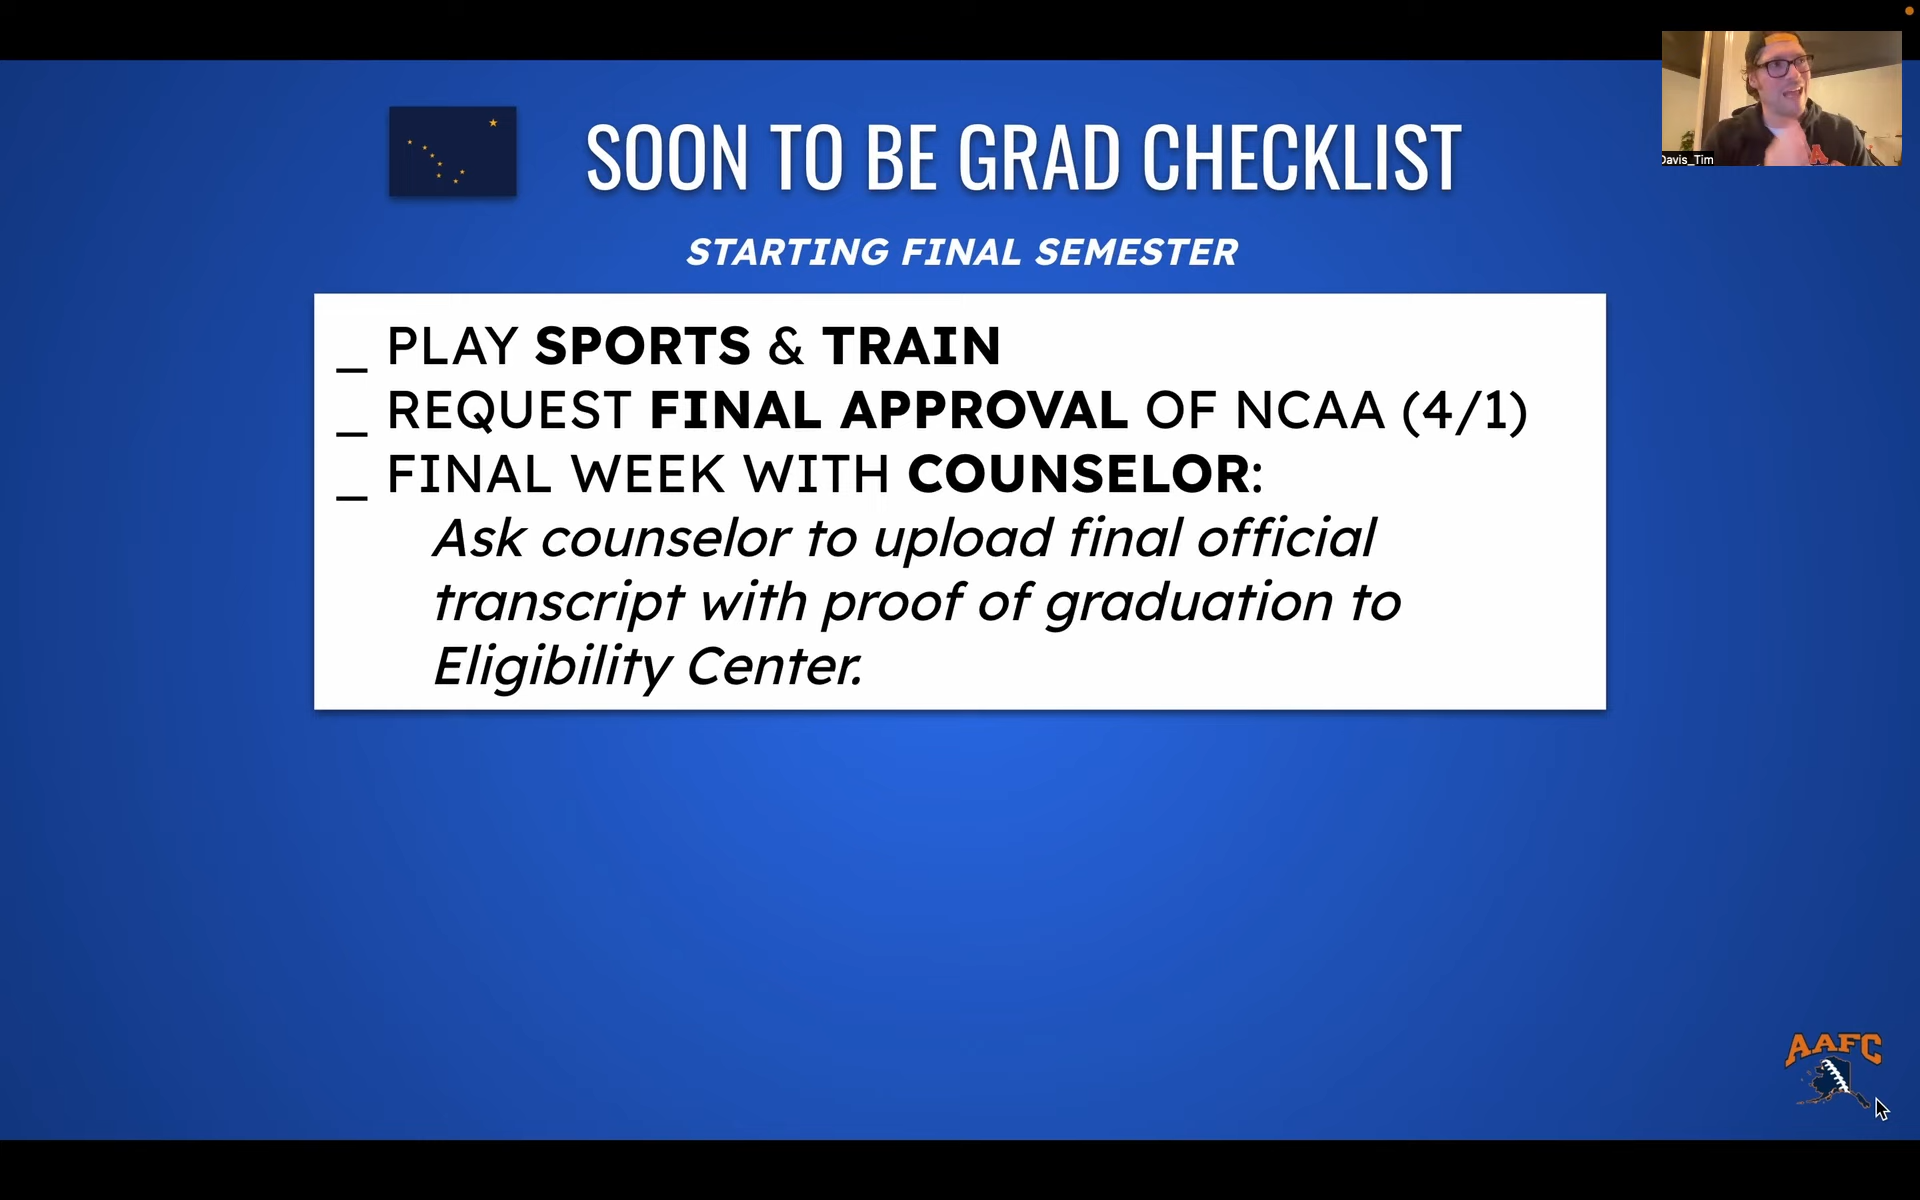 SOON TO BE GRAD CHECKLIST
STARTING FINAL SEMESTER
_ PLAY SPORTS & TRAIN
_ REQUEST FINAL APPROVAL OF NCAA (4/1)
_ FINAL WEEK WITH COUNSELOR:
Ask counselor to upload final official
transcript with proof of graduation to
Eligibility Center.
Davis_Tim
AAFC